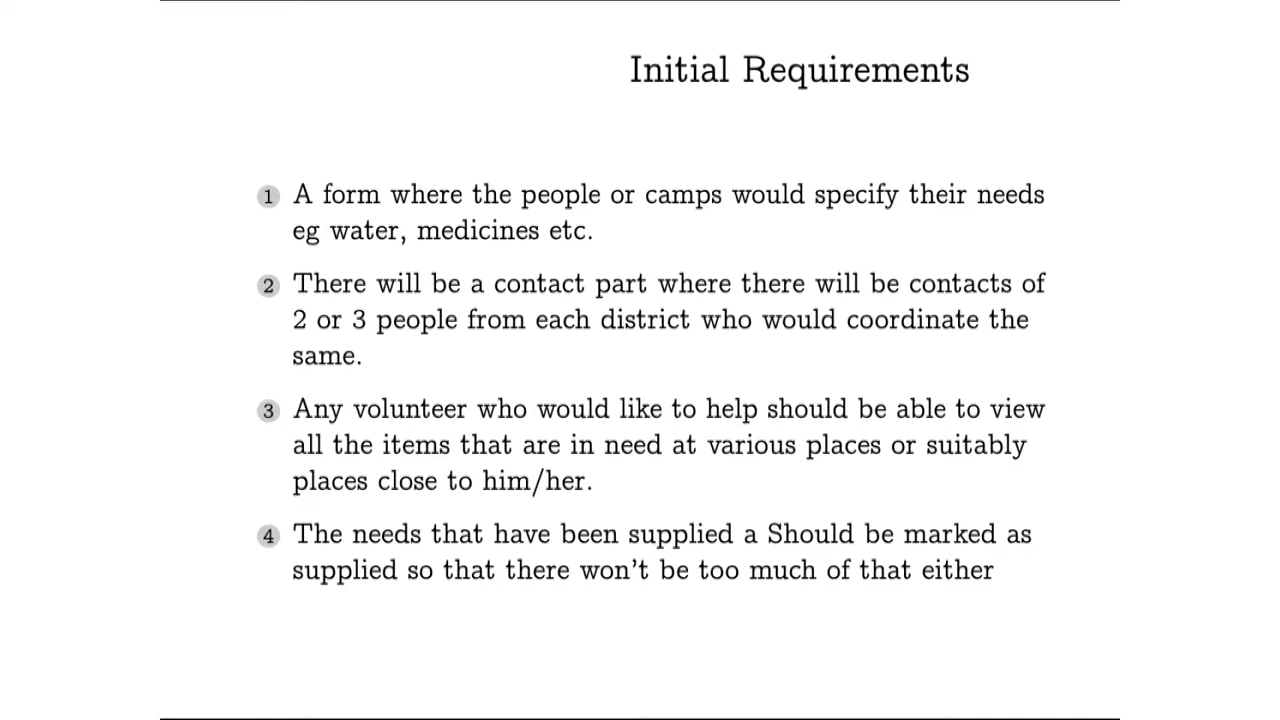 Initial Requirements
1 A form where the people or camps would specify their needs
eg water, medicines etc.
2 There will be a contact part where there will be contacts of
2 or 3 people from each district who would coordinate the
same.
3 Any volunteer who would like to help should be able to view
all the items that are in need at various places or suitably
places close to him/her.
4 The needs that have been supplied a Should be marked as
supplied so that there won't be too much of that either